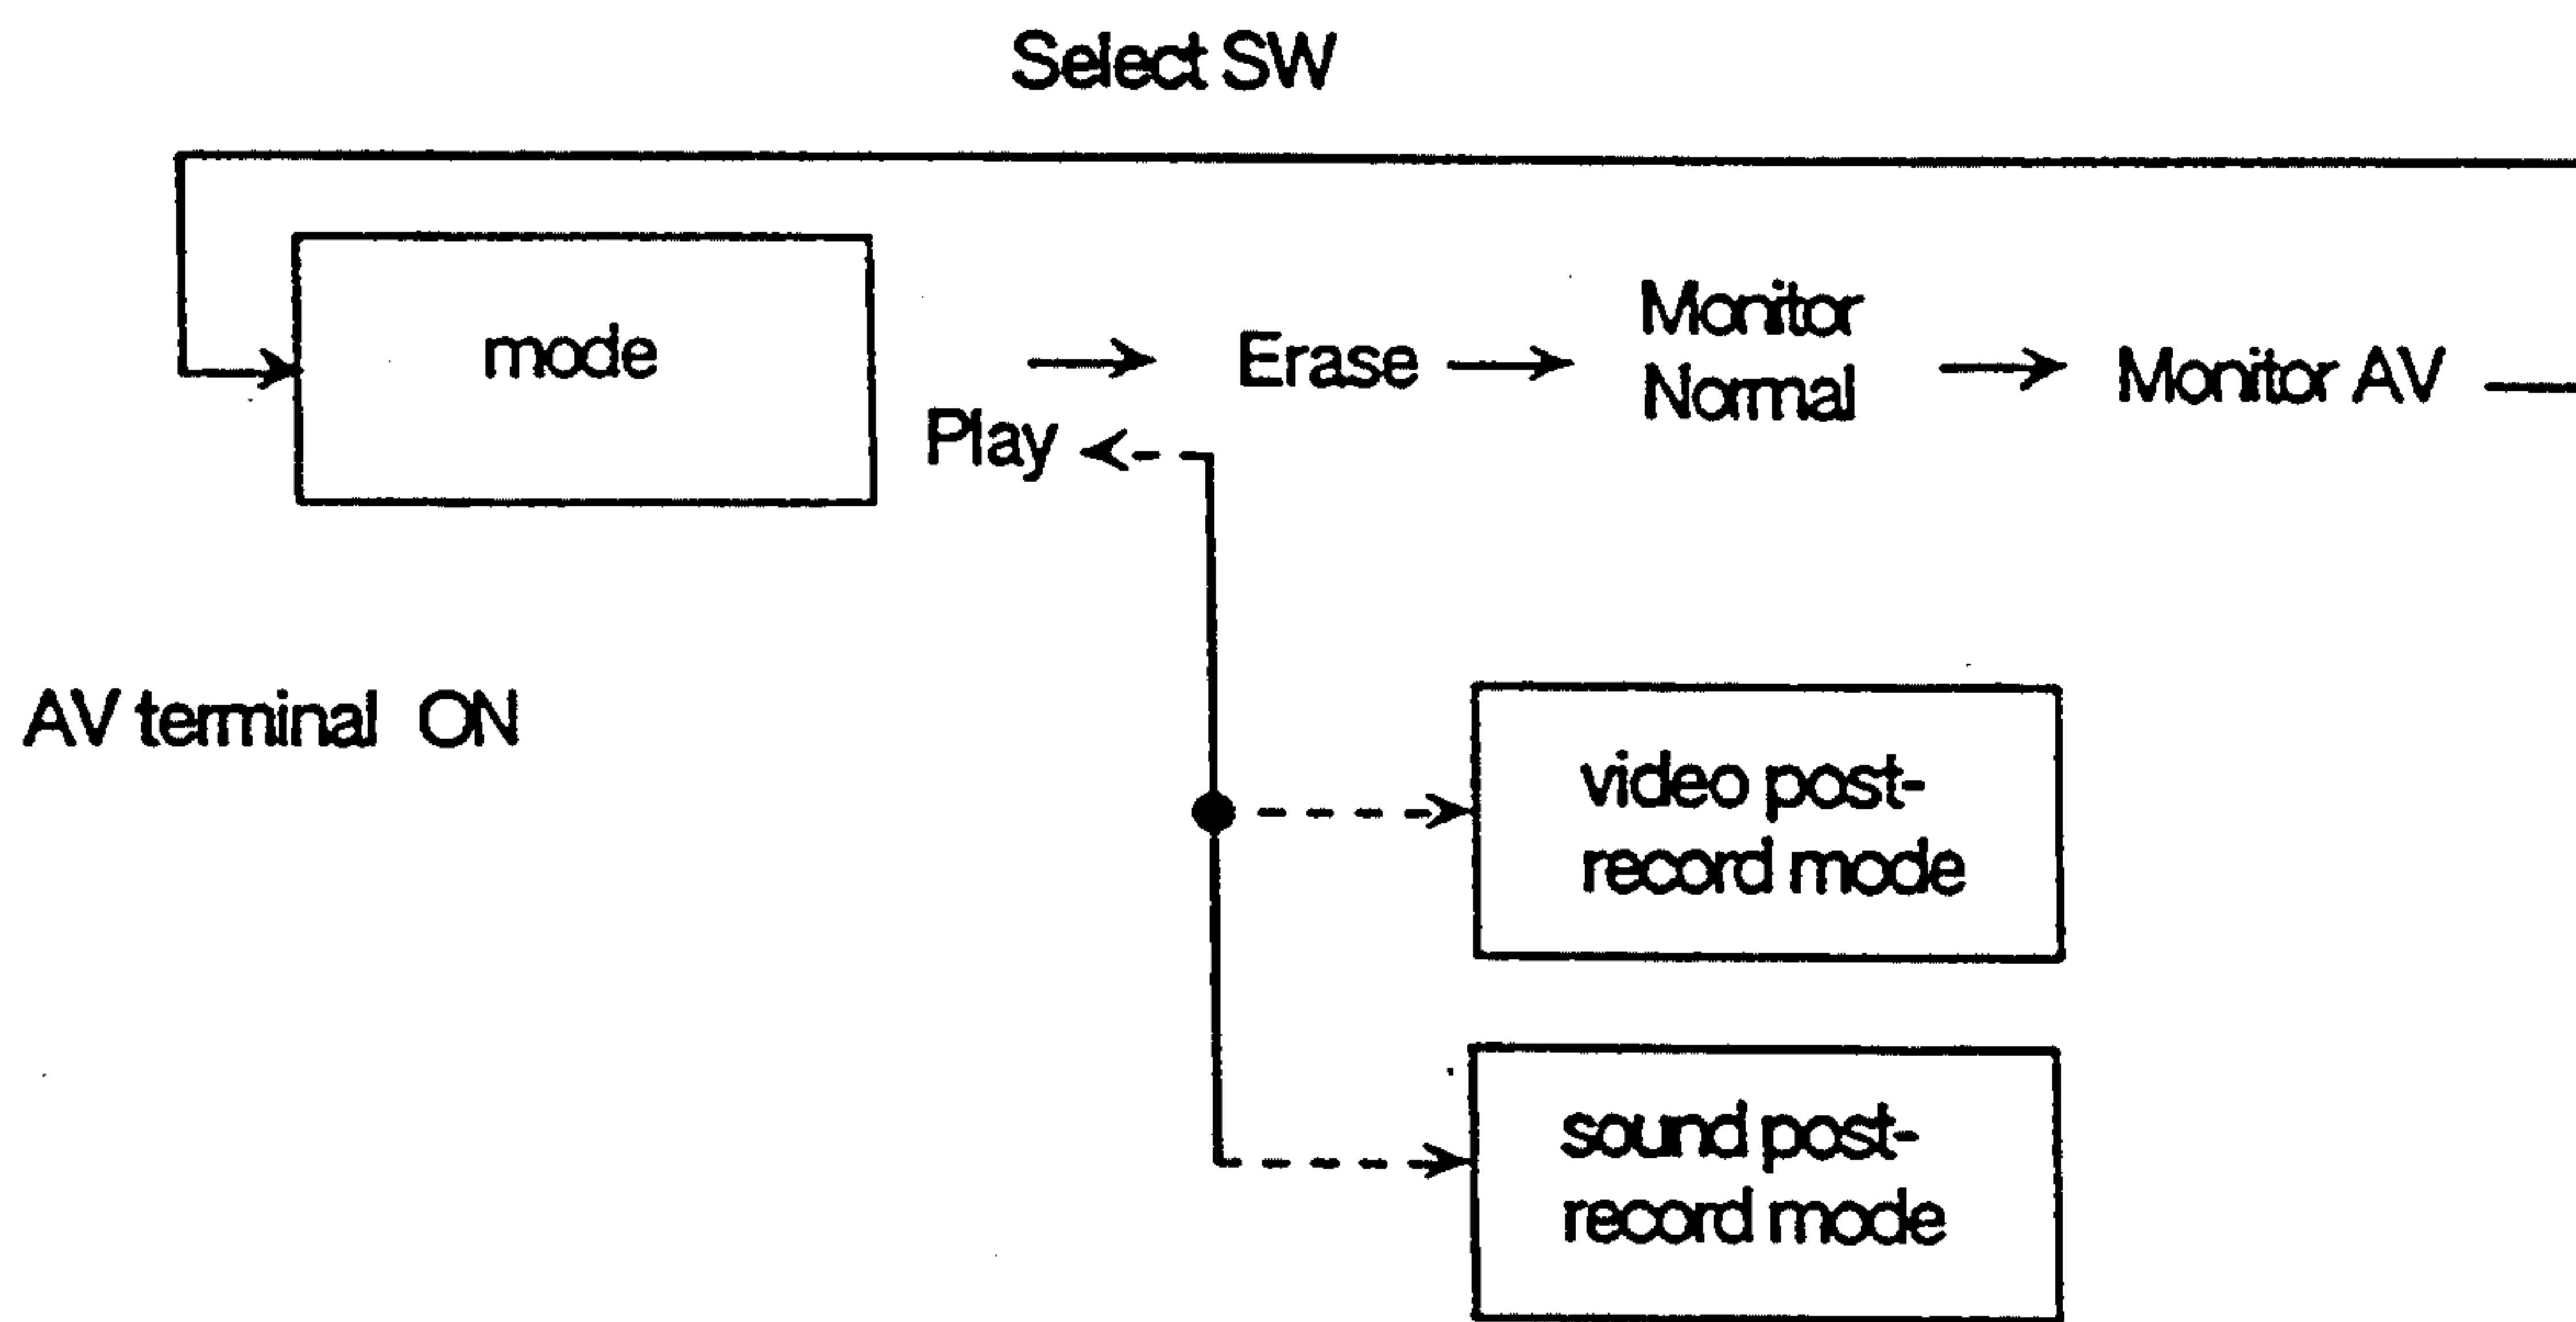 Select SW
mode
Play
Erase
Monitor
Normal
Monitor AV
AV terminal ON
video post-
record mode
sound post-
record mode